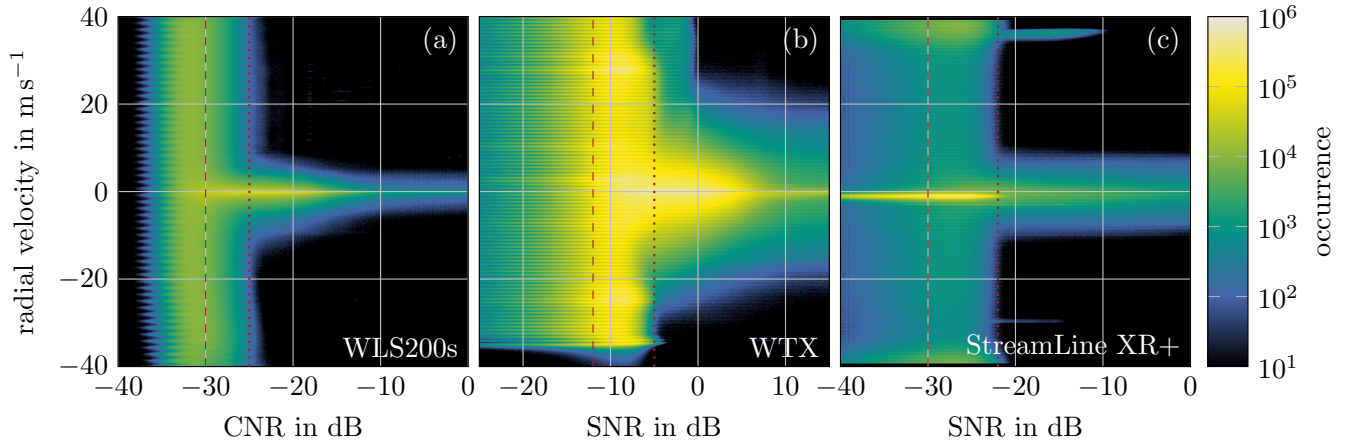 radial velocity in m s⁻¹
40
20
0
−20
−40
(a)
WLS200s
−40 −30 −20 −10 0
CNR in dB
(b)
WTX
−20 −10 0 10
SNR in dB
(c)
StreamLine XR+
−40 −30 −20 −10 0
SNR in dB
10⁶
10⁵
10⁴
10³
10²
10¹
occurrence